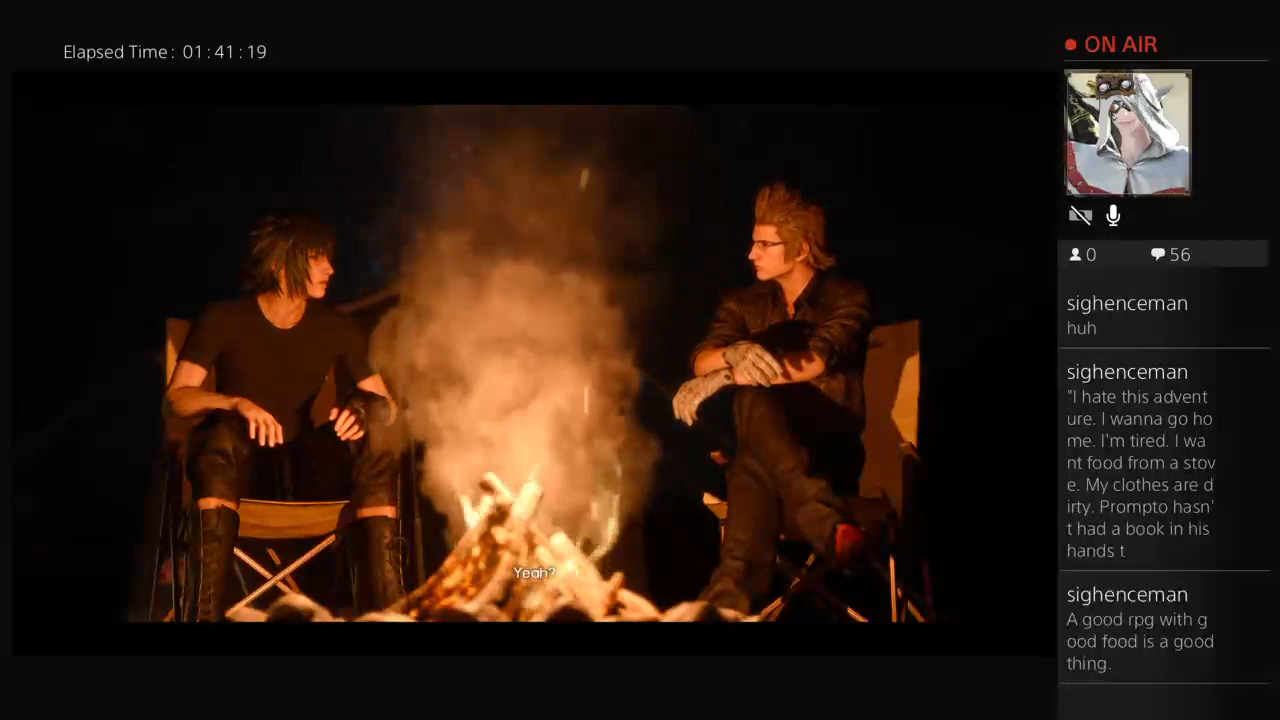 Elapsed Time: 01:41:19
ON AIR
0 56
sighenceman
huh
sighenceman
"I hate this advent
ure. I wanna go ho
me. I'm tired. I wa
nt food from a stov
e. My clothes are d
irty. Prompto hasn'
t had a book in his
hands t
sighenceman
A good rpg with g
ood food is a good
thing.
Yeah?